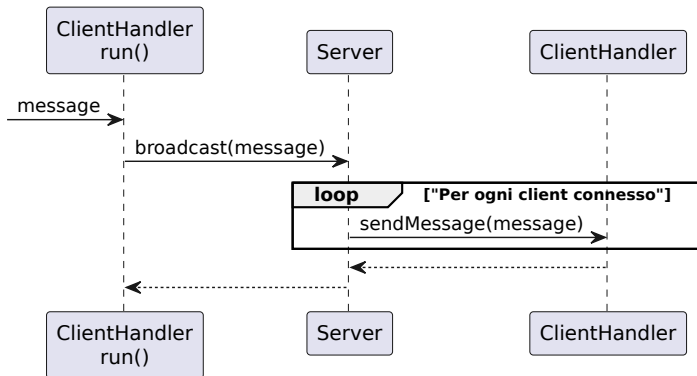 ClientHandler
run()
Server
ClientHandler
message
broadcast(message)
loop
["Per ogni client connesso"]
sendMessage(message)
ClientHandler
run()
Server
ClientHandler